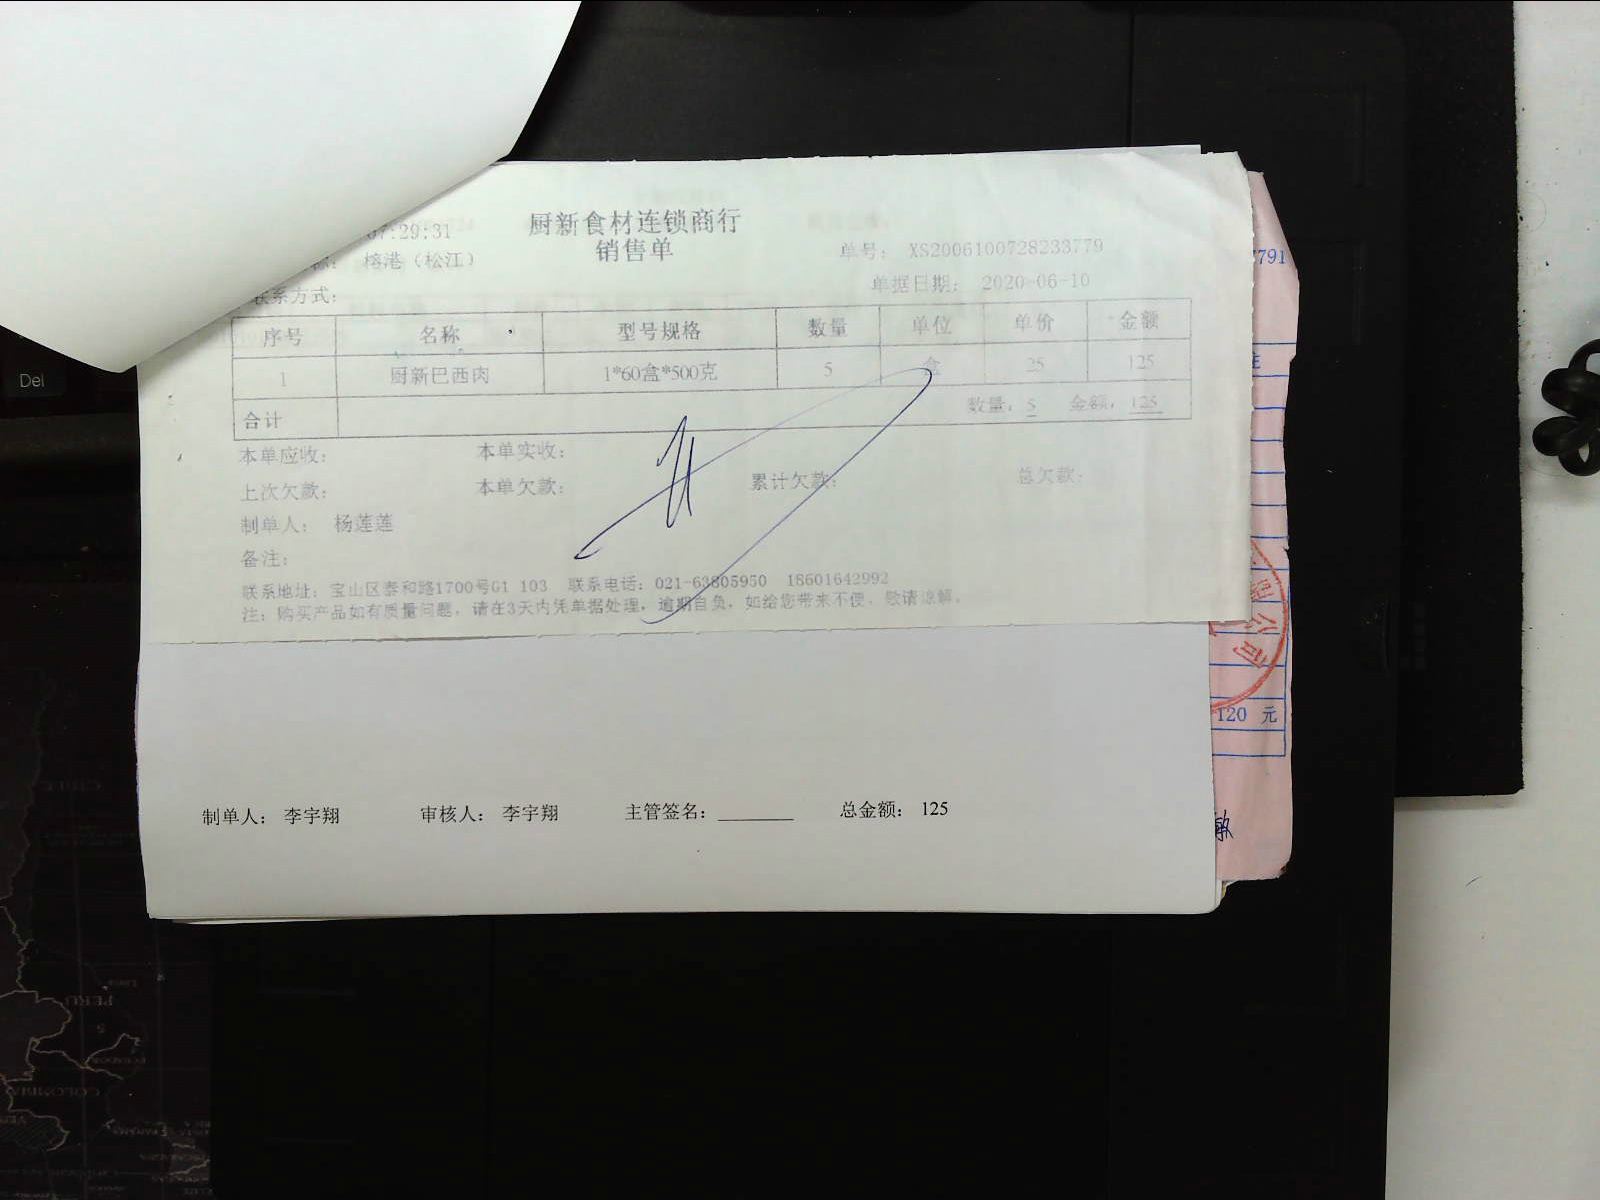 厨新食材连锁商行
07:29:31
销售单
单号: XS2006100728233779
榕港(松江)
单据日期: 2020-06-10
联系方式:
序号 名称 型号规格 数量 单位 单价 金额
1 厨新巴西肉 1*60盒*500克 5 盒 25 125
合计 数量: 5 金额: 125
本单应收: 本单实收:
上次欠款: 本单欠款: 累计欠款: 总欠款:
制单人: 杨莲莲
备注:
联系地址: 宝山区泰和路1700号G1 103 联系电话: 021-63805950 18601642992
注: 购买产品如有质量问题, 请在3天内凭单据处理, 逾期自负, 如给您带来不便, 敬请谅解。
制单人: 李宇翔 审核人: 李宇翔 主管签名: 总金额: 125
791
120 元
敏
Del
PERU